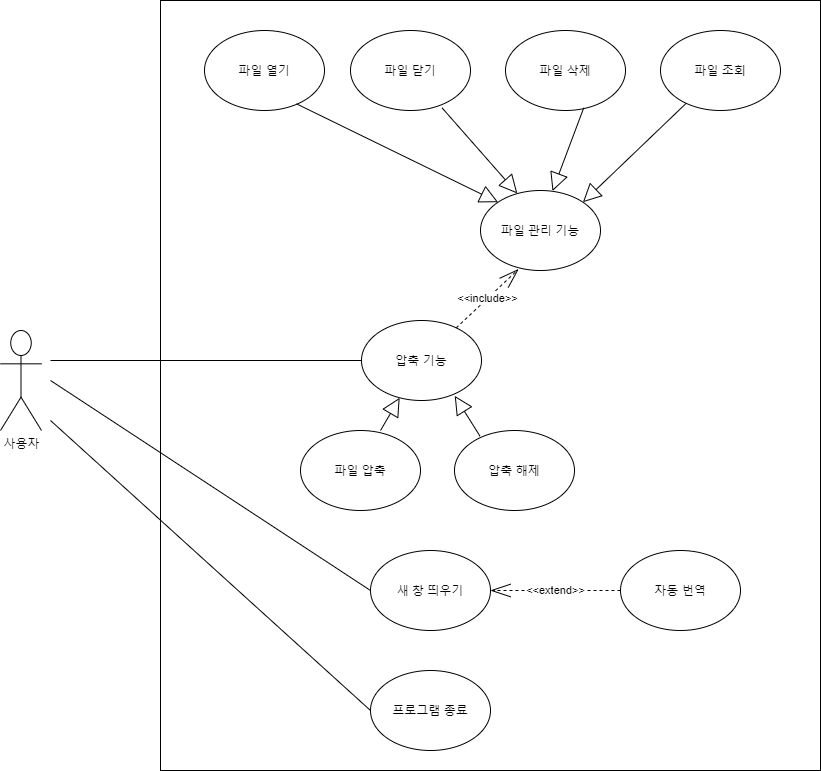 파일 열기
파일 닫기
파일 삭제
파일 조회
파일 관리 기능
<<include>>
압축 기능
사용자
파일 압축
압축 해제
새 창 띄우기
<<extend>>
자동 번역
프로그램 종료